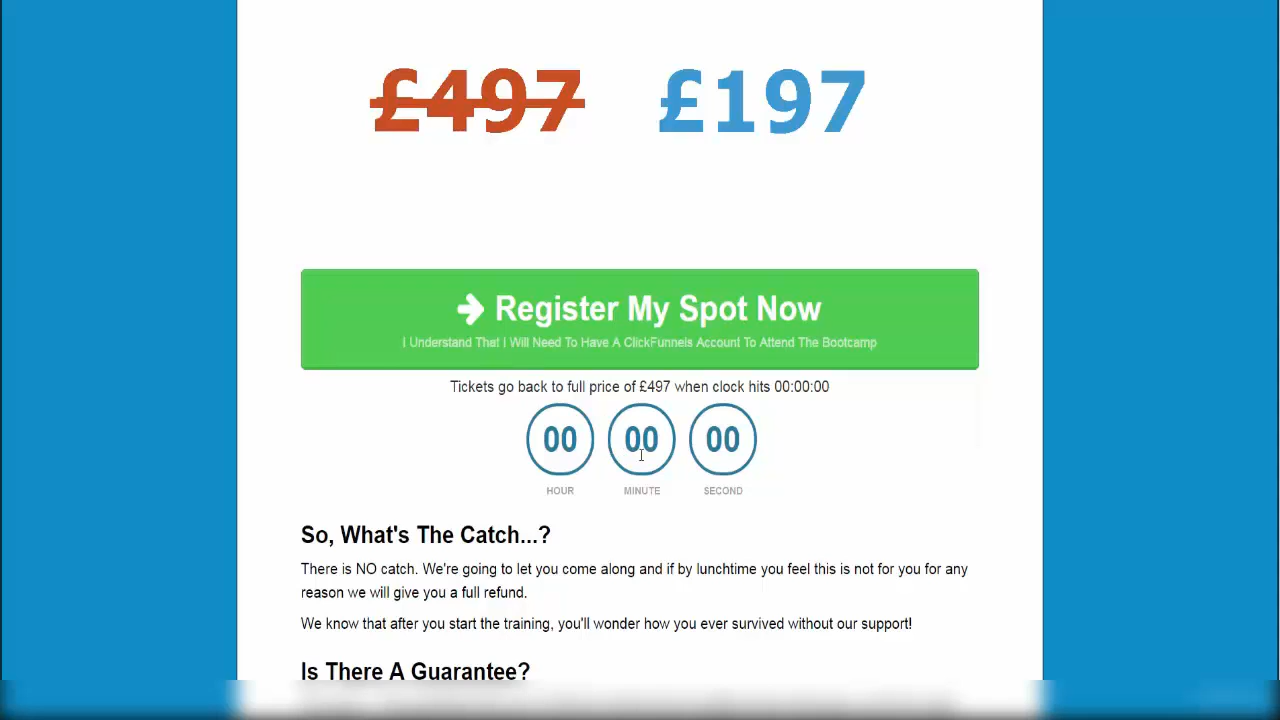 £497 £197
Register My Spot Now
I Understand That I Will Need To Have A ClickFunnels Account To Attend The Bootcamp
Tickets go back to full price of £497 when clock hits 00:00:00
00 00 00
HOUR MINUTE SECOND
So, What's The Catch...?
There is NO catch. We're going to let you come along and if by lunchtime you feel this is not for you for any
reason we will give you a full refund.
We know that after you start the training, you'll wonder how you ever survived without our support!
Is There A Guarantee?